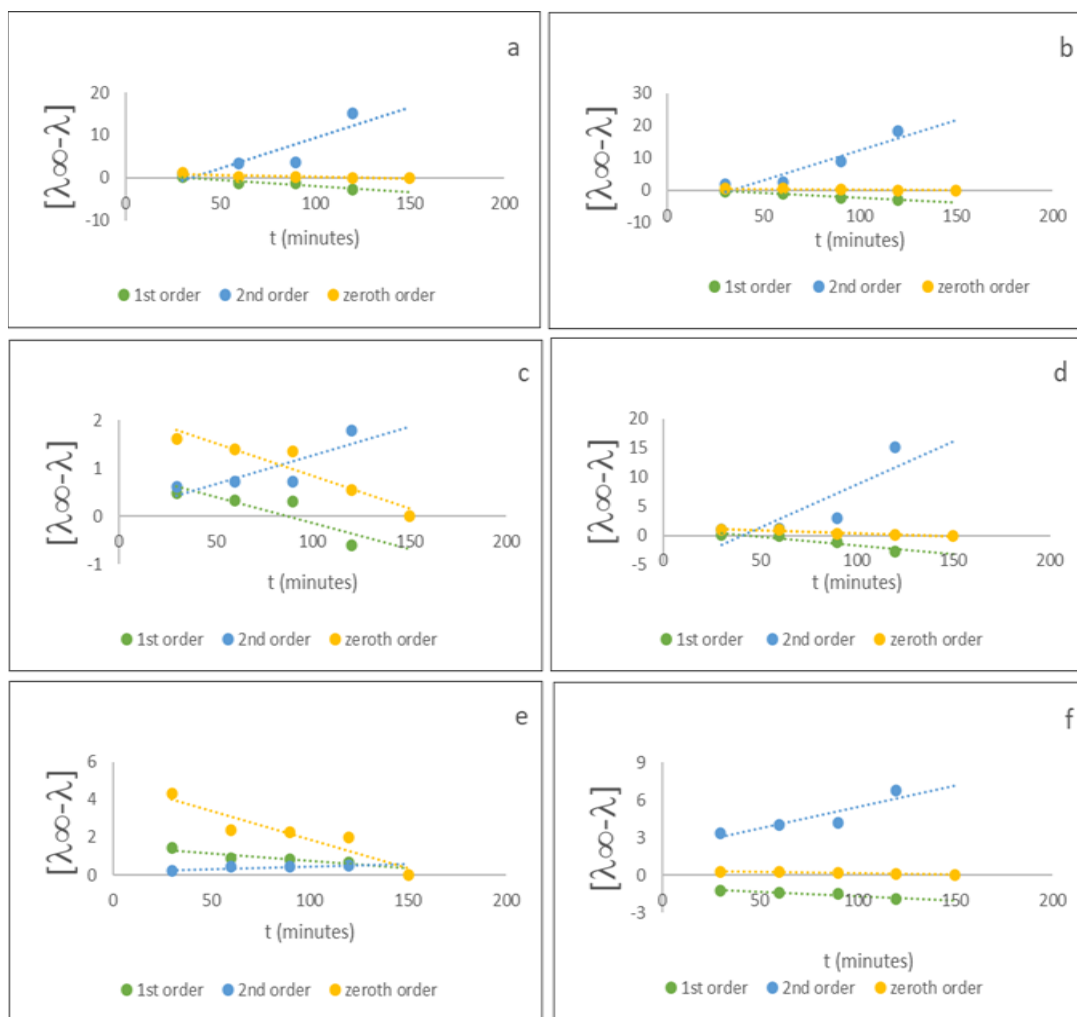 a
[λ∞-λ]
20
10
0
-10
0 50 100 150 200
t (minutes)
1st order 2nd order zeroth order
b
[λ∞-λ]
30
20
10
0
-10
0 50 100 150 200
t (minutes)
1st order 2nd order zeroth order
c
[λ∞-λ]
2
1
0
-1
0 50 100 150 200
t (minutes)
1st order 2nd order zeroth order
d
[λ∞-λ]
20
15
10
5
0
-5
0 50 100 150 200
t (minutes)
1st order 2nd order zeroth order
e
[λ∞-λ]
6
4
2
0
0 50 100 150 200
t (minutes)
1st order 2nd order zeroth order
f
[λ∞-λ]
9
6
3
0
-3
0 50 100 150 200
t (minutes)
1st order 2nd order zeroth order